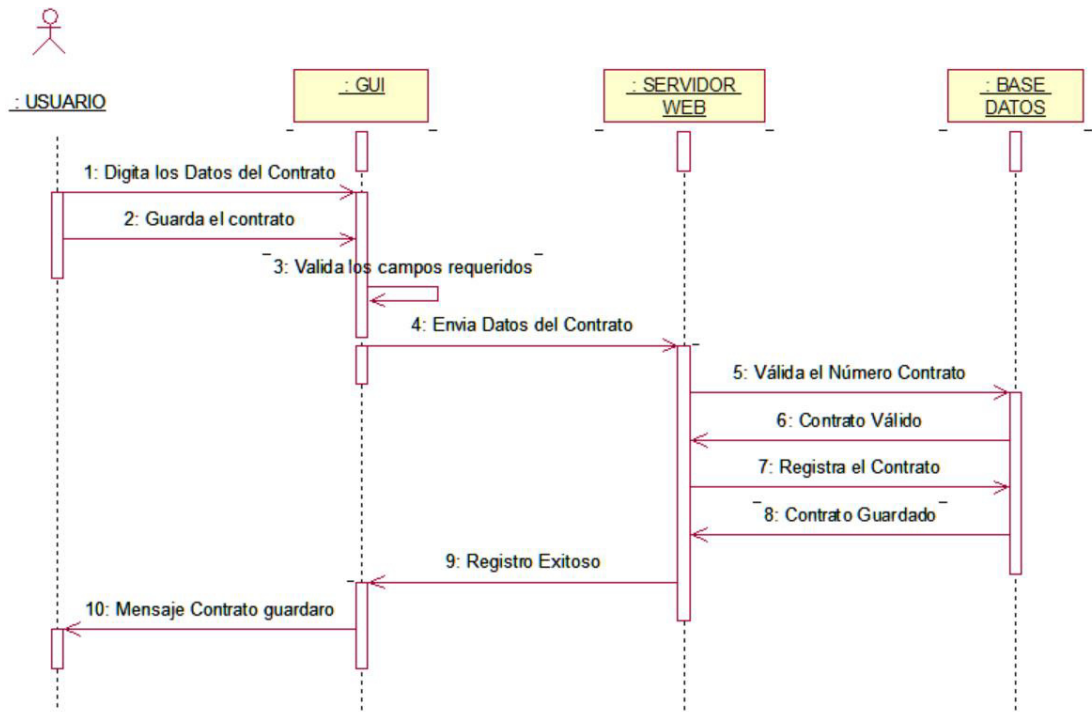 : USUARIO
: GUI
: SERVIDOR
WEB
: BASE
DATOS
1: Digita los Datos del Contrato
2: Guarda el contrato
3: Valida los campos requeridos
4: Envia Datos del Contrato
5: Válida el Número Contrato
6: Contrato Válido
7: Registra el Contrato
8: Contrato Guardado
9: Registro Exitoso
10: Mensaje Contrato guardaro